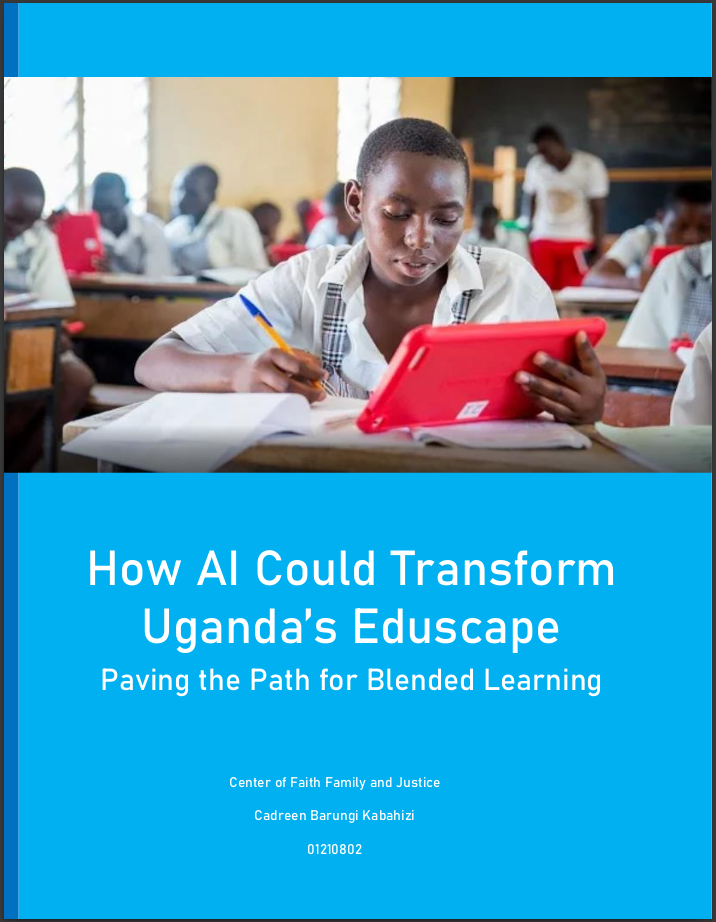 How AI Could Transform
Uganda’s Eduscape
Paving the Path for Blended Learning
Center of Faith Family and Justice
Cadreen Barungi Kabahizi
01210802